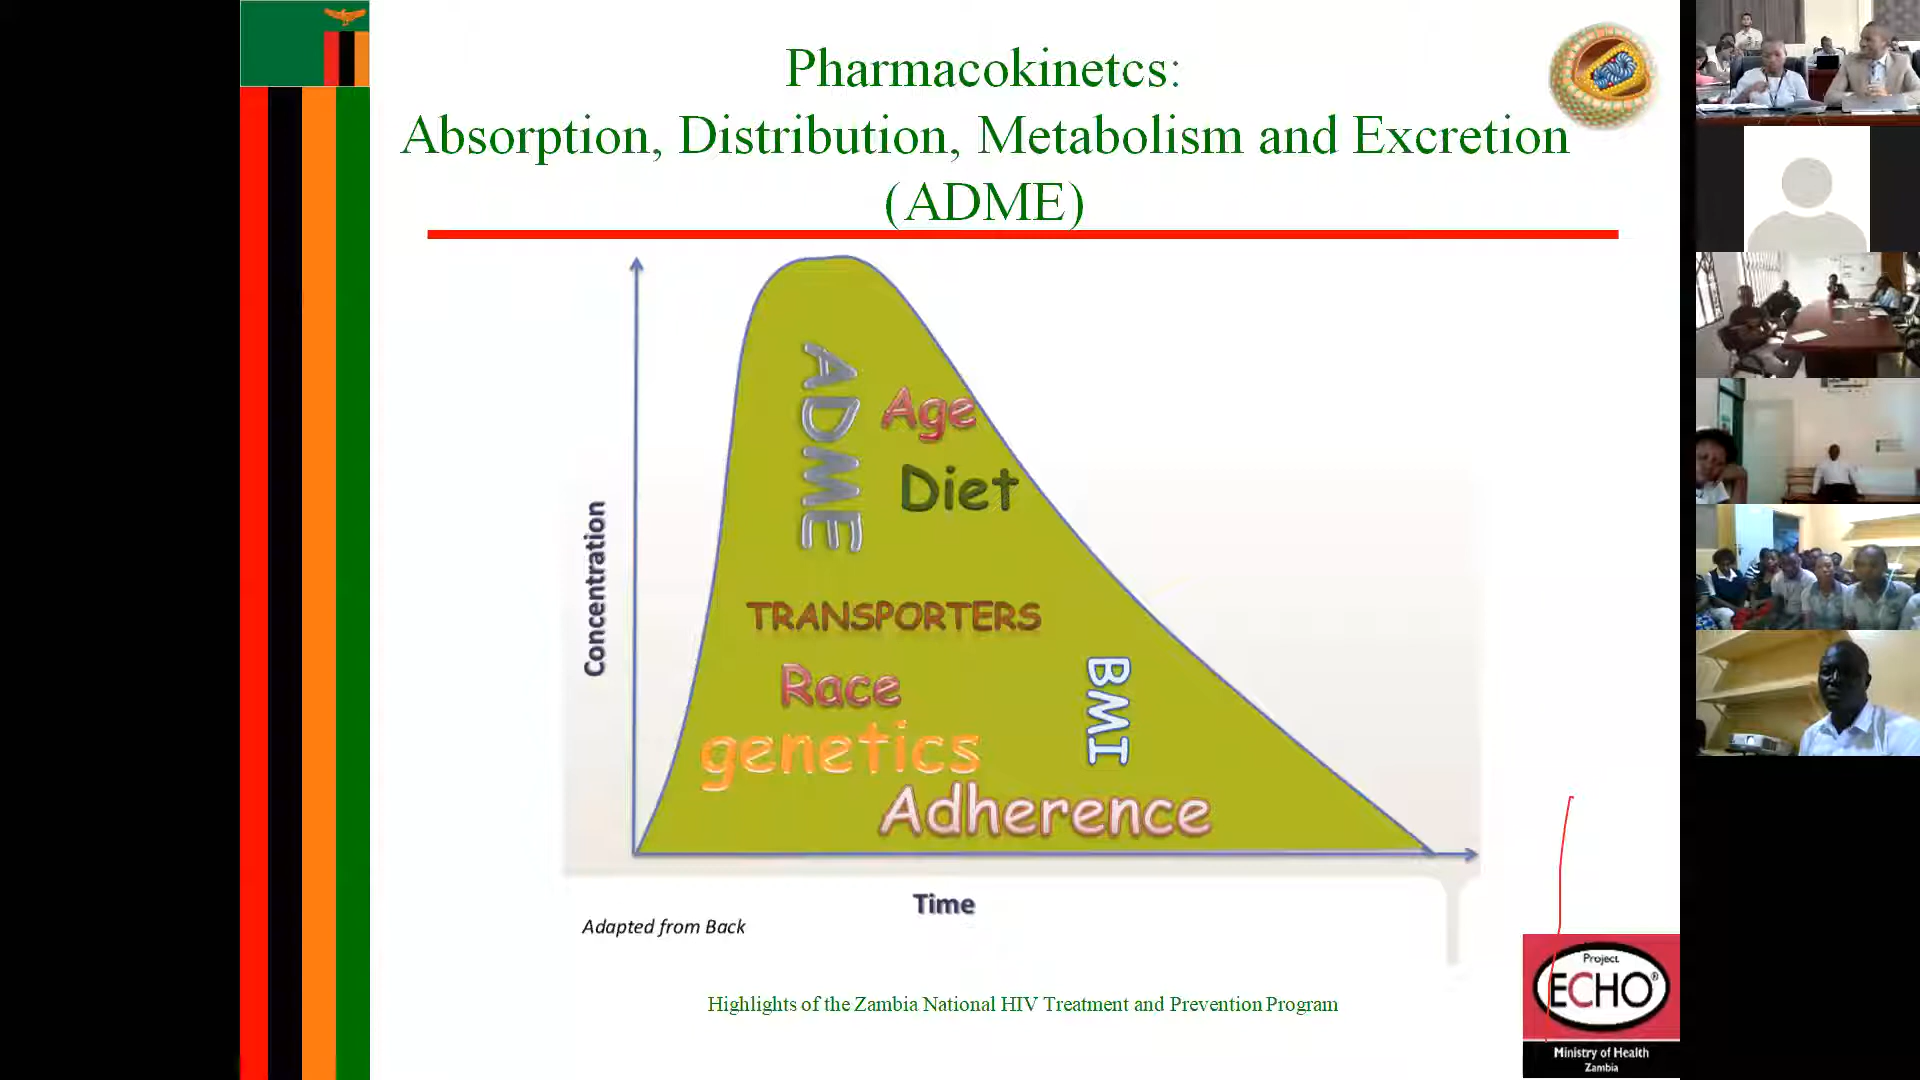 Pharmacokinetcs:
Absorption, Distribution, Metabolism and Excretion
(ADME)
Concentration
ADME
Age
Diet
TRANSPORTERS
Race
BMI
genetics
Adherence
Time
Adapted from Back
Highlights of the Zambia National HIV Treatment and Prevention Program
Project
ECHO®
Ministry of Health
Zambia